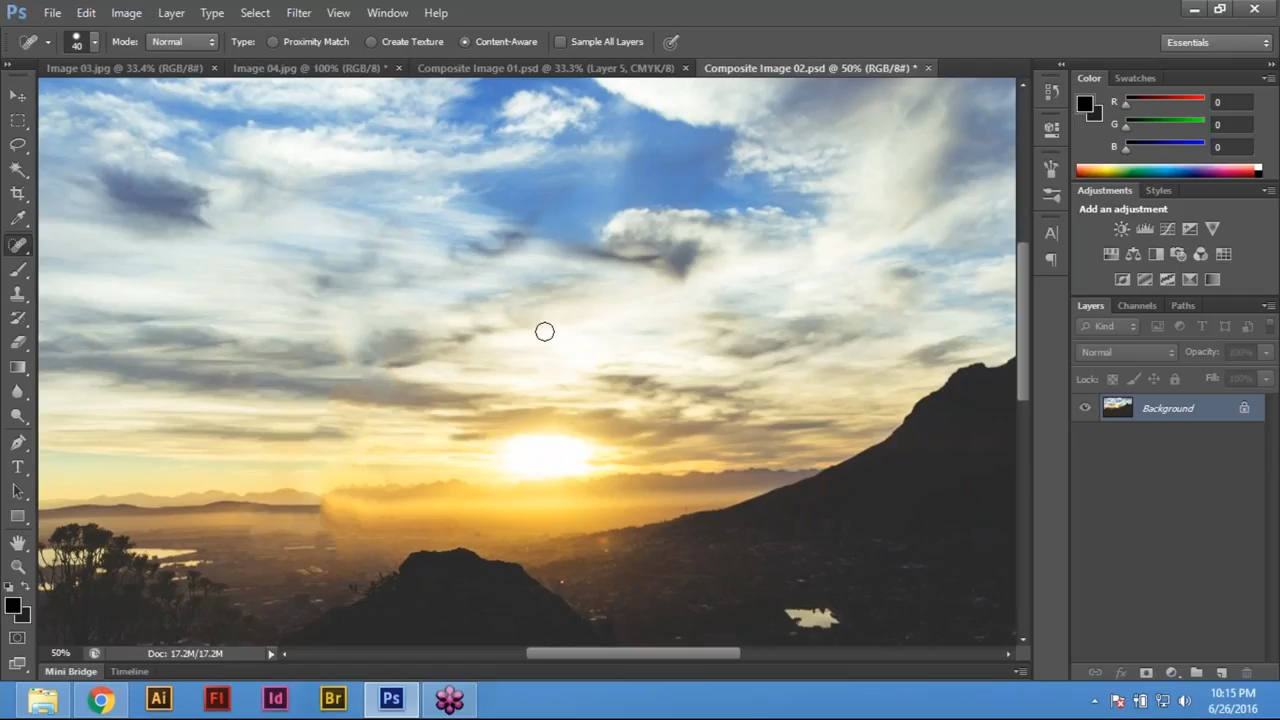 Ps File Edit Image Layer Type Select Filter View Window Help
40 Mode: Normal Type: Proximity Match Create Texture Content-Aware Sample All Layers Essentials
Image 03.jpg @ 33.4% (RGB/8#) × Image 04.jpg @ 100% (RGB/8) * × Composite Image 01.psd @ 33.3% (Layer 5, CMYK/8) × Composite Image 02.psd @ 50% (RGB/8#) * ×
Color Swatches
R 0
G 0
B 0
Adjustments Styles
Add an adjustment
Layers Channels Paths
Kind
Normal Opacity: 100%
Lock: Fill: 100%
Background
50% Doc: 17.2M/17.2M
Mini Bridge Timeline
Ai Fl Id Br Ps
10:15 PM
6/26/2016